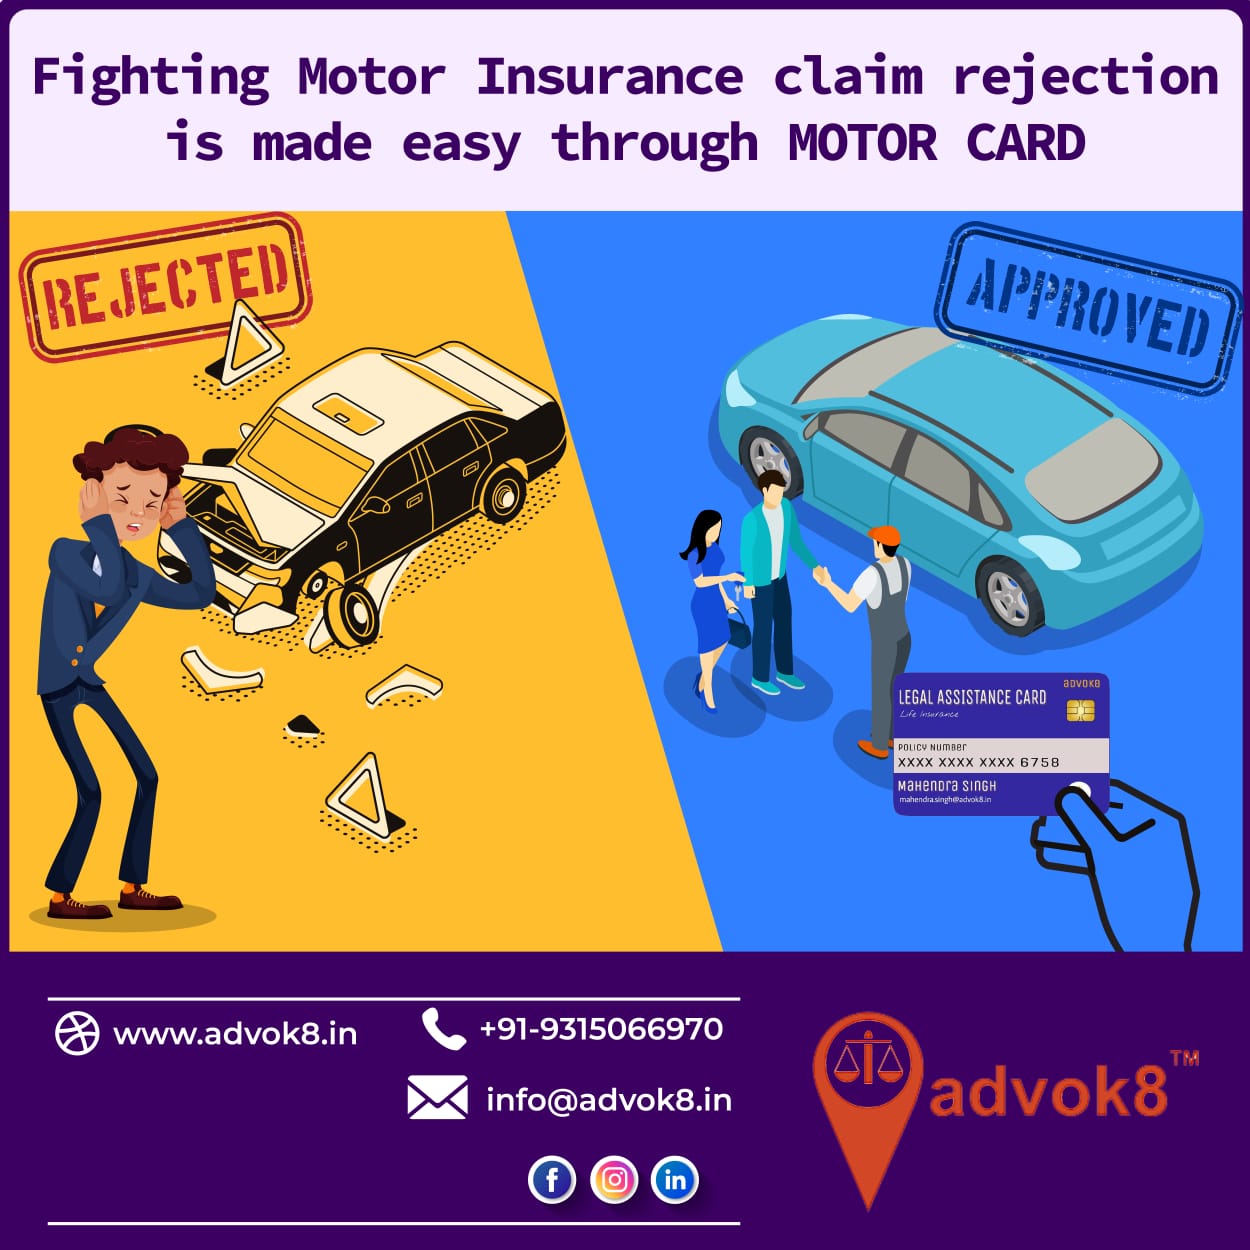 Fighting Motor Insurance claim rejection
is made easy through MOTOR CARD
REJECTED
APPROVED
advok8
LEGAL ASSISTANCE CARD
Life Insurance
Policy Number
XXXX XXXX XXXX 6758
Mahendra Singh
mahendra.singh@advok8.in
www.advok8.in
+91-9315066970
info@advok8.in
f
in
advok8™